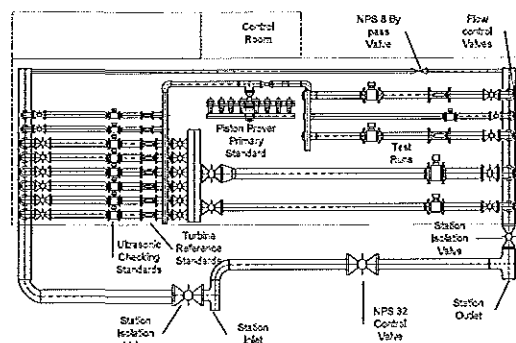 Control
Room
NPS 8 By
pass
Valve
Flow
control
Valves
Piston Prover
Primary
Standard
Test
Runs
Ultrasonic
Checking
Standards
Turbine
Reference
Standards
Station
Isolation
Valve
Station
Isolation
Station
Inlet
NPS 32
Control
Valve
Station
Outlet